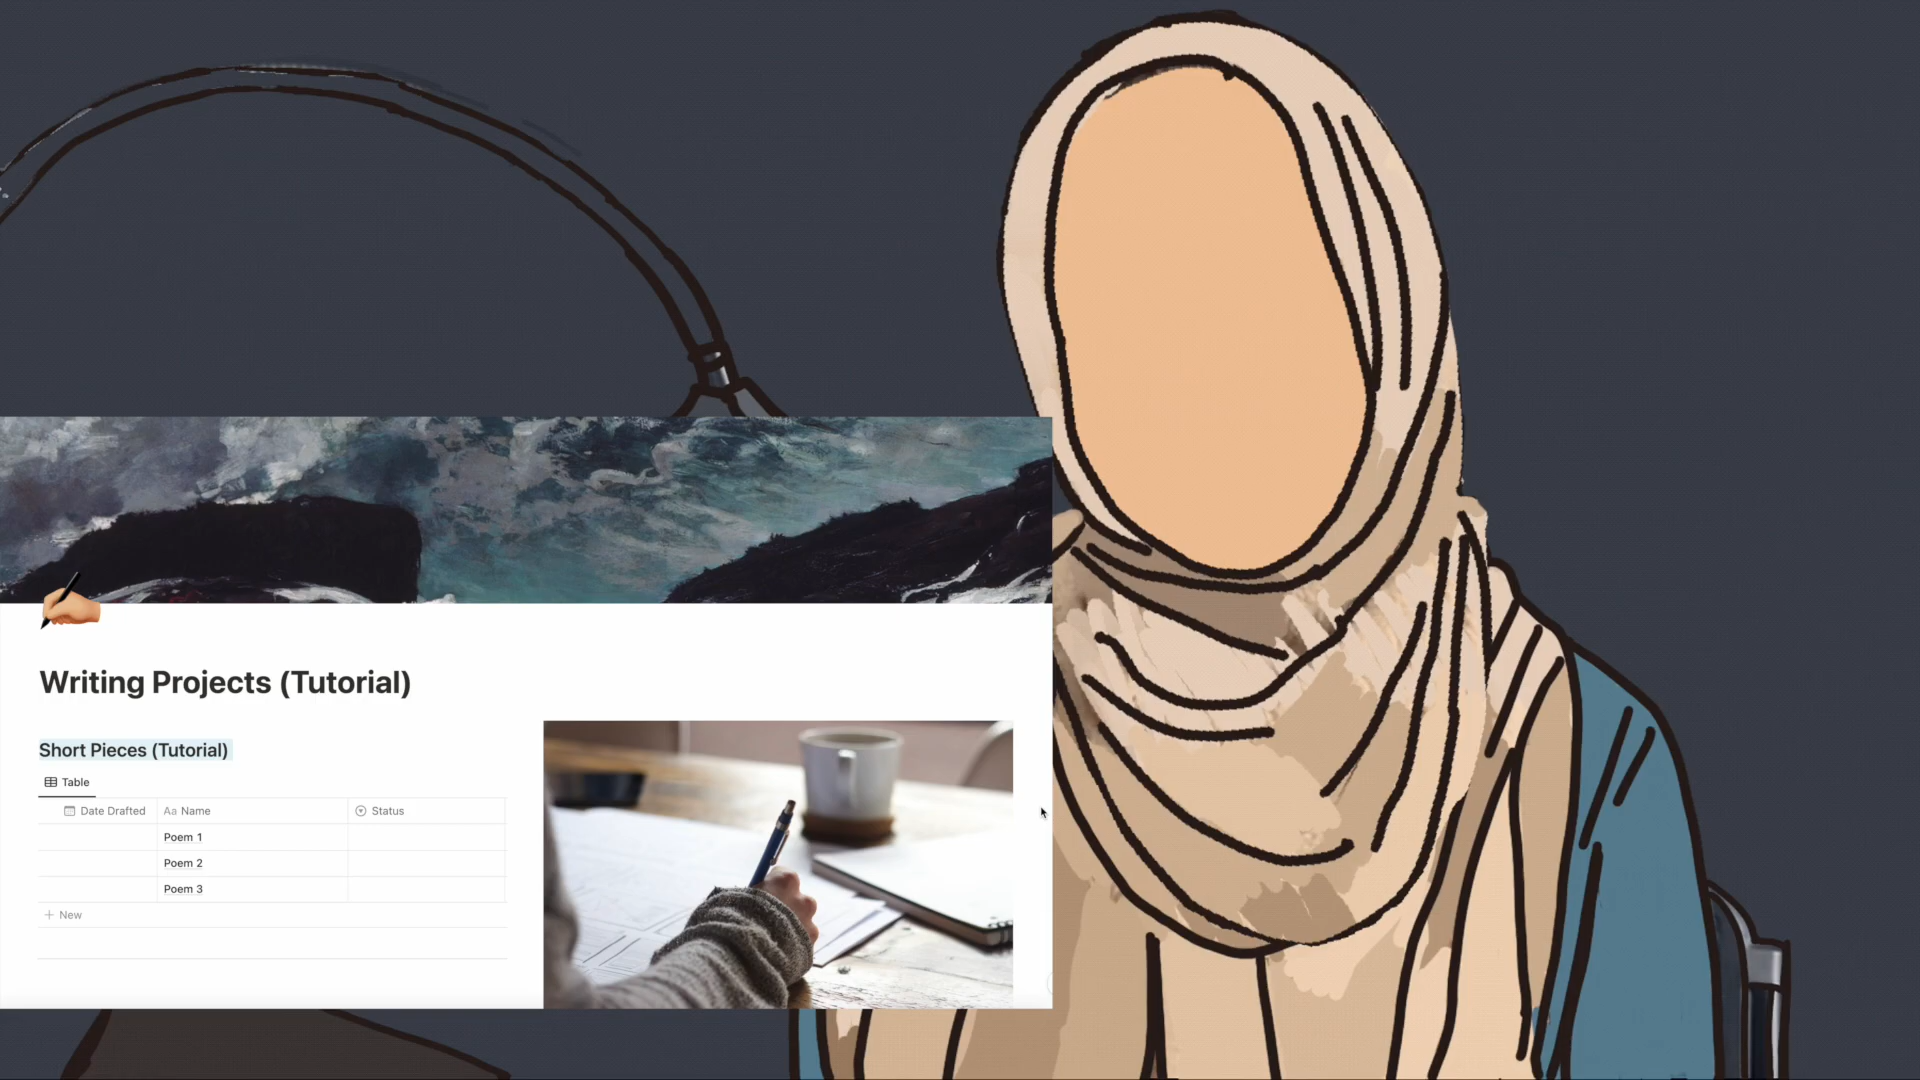 Writing Projects (Tutorial)
Short Pieces (Tutorial)
Table
Date Drafted Aa Name Status
Poem 1
Poem 2
Poem 3
+ New